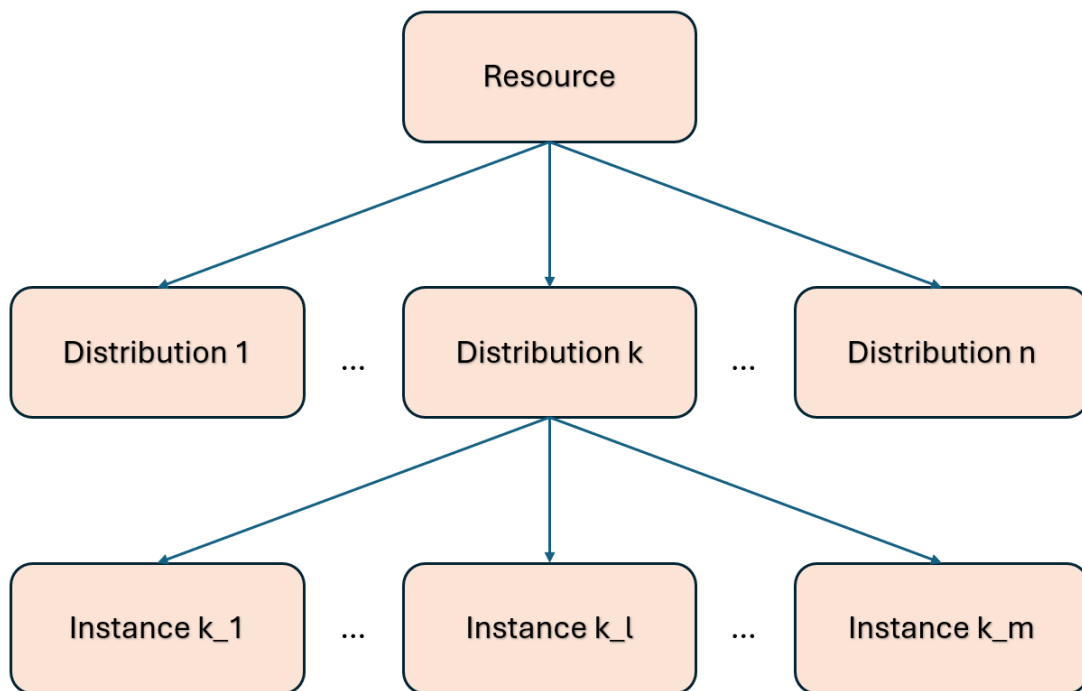 Resource
Distribution 1
...
Distribution k
...
Distribution n
Instance k_1
...
Instance k_l
...
Instance k_m